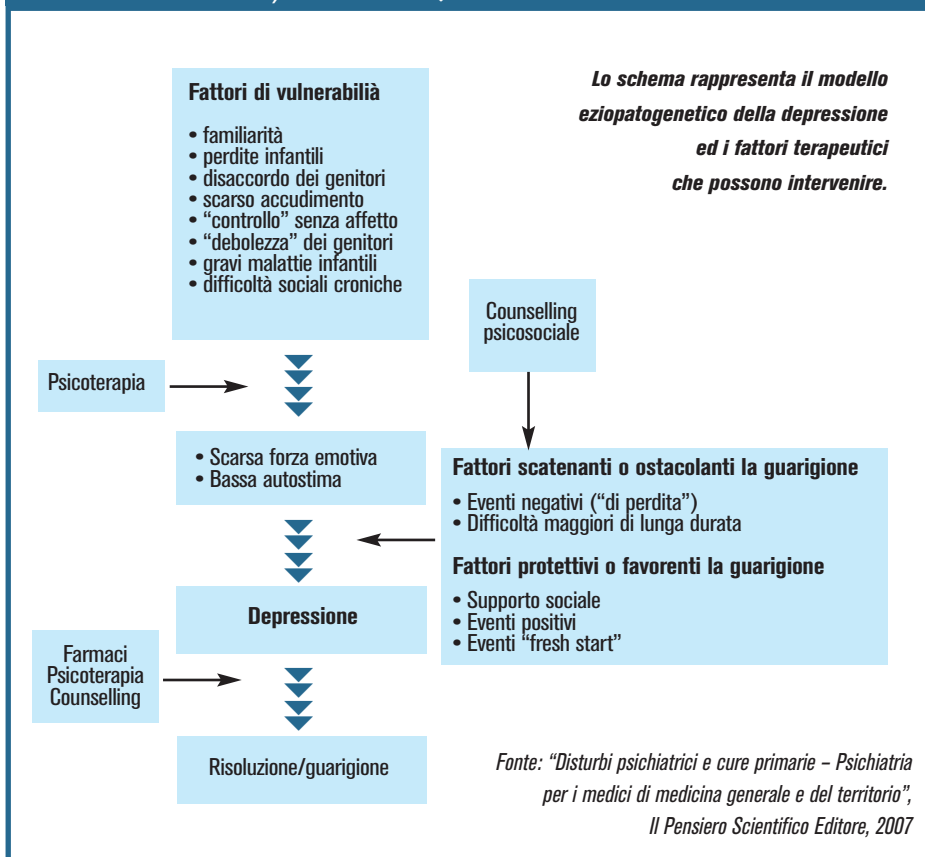 Fattori di vulnerabilià
• familiarità
• perdite infantili
• disaccordo dei genitori
• scarso accudimento
• “controllo” senza affetto
• “debolezza” dei genitori
• gravi malattie infantili
• difficoltà sociali croniche
Lo schema rappresenta il modello
eziopatogenetico della depressione
ed i fattori terapeutici
che possono intervenire.
Counselling
psicosociale
Psicoterapia
• Scarsa forza emotiva
• Bassa autostima
Fattori scatenanti o ostacolanti la guarigione
• Eventi negativi (“di perdita”)
• Difficoltà maggiori di lunga durata
Fattori protettivi o favorenti la guarigione
• Supporto sociale
• Eventi positivi
• Eventi “fresh start”
Depressione
Farmaci
Psicoterapia
Counselling
Risoluzione/guarigione
Fonte: “Disturbi psichiatrici e cure primarie – Psichiatria
per i medici di medicina generale e del territorio”,
Il Pensiero Scientifico Editore, 2007